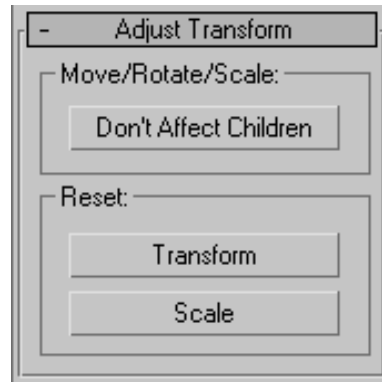 - Adjust Transform
Move/Rotate/Scale:
Don't Affect Children
Reset:
Transform
Scale